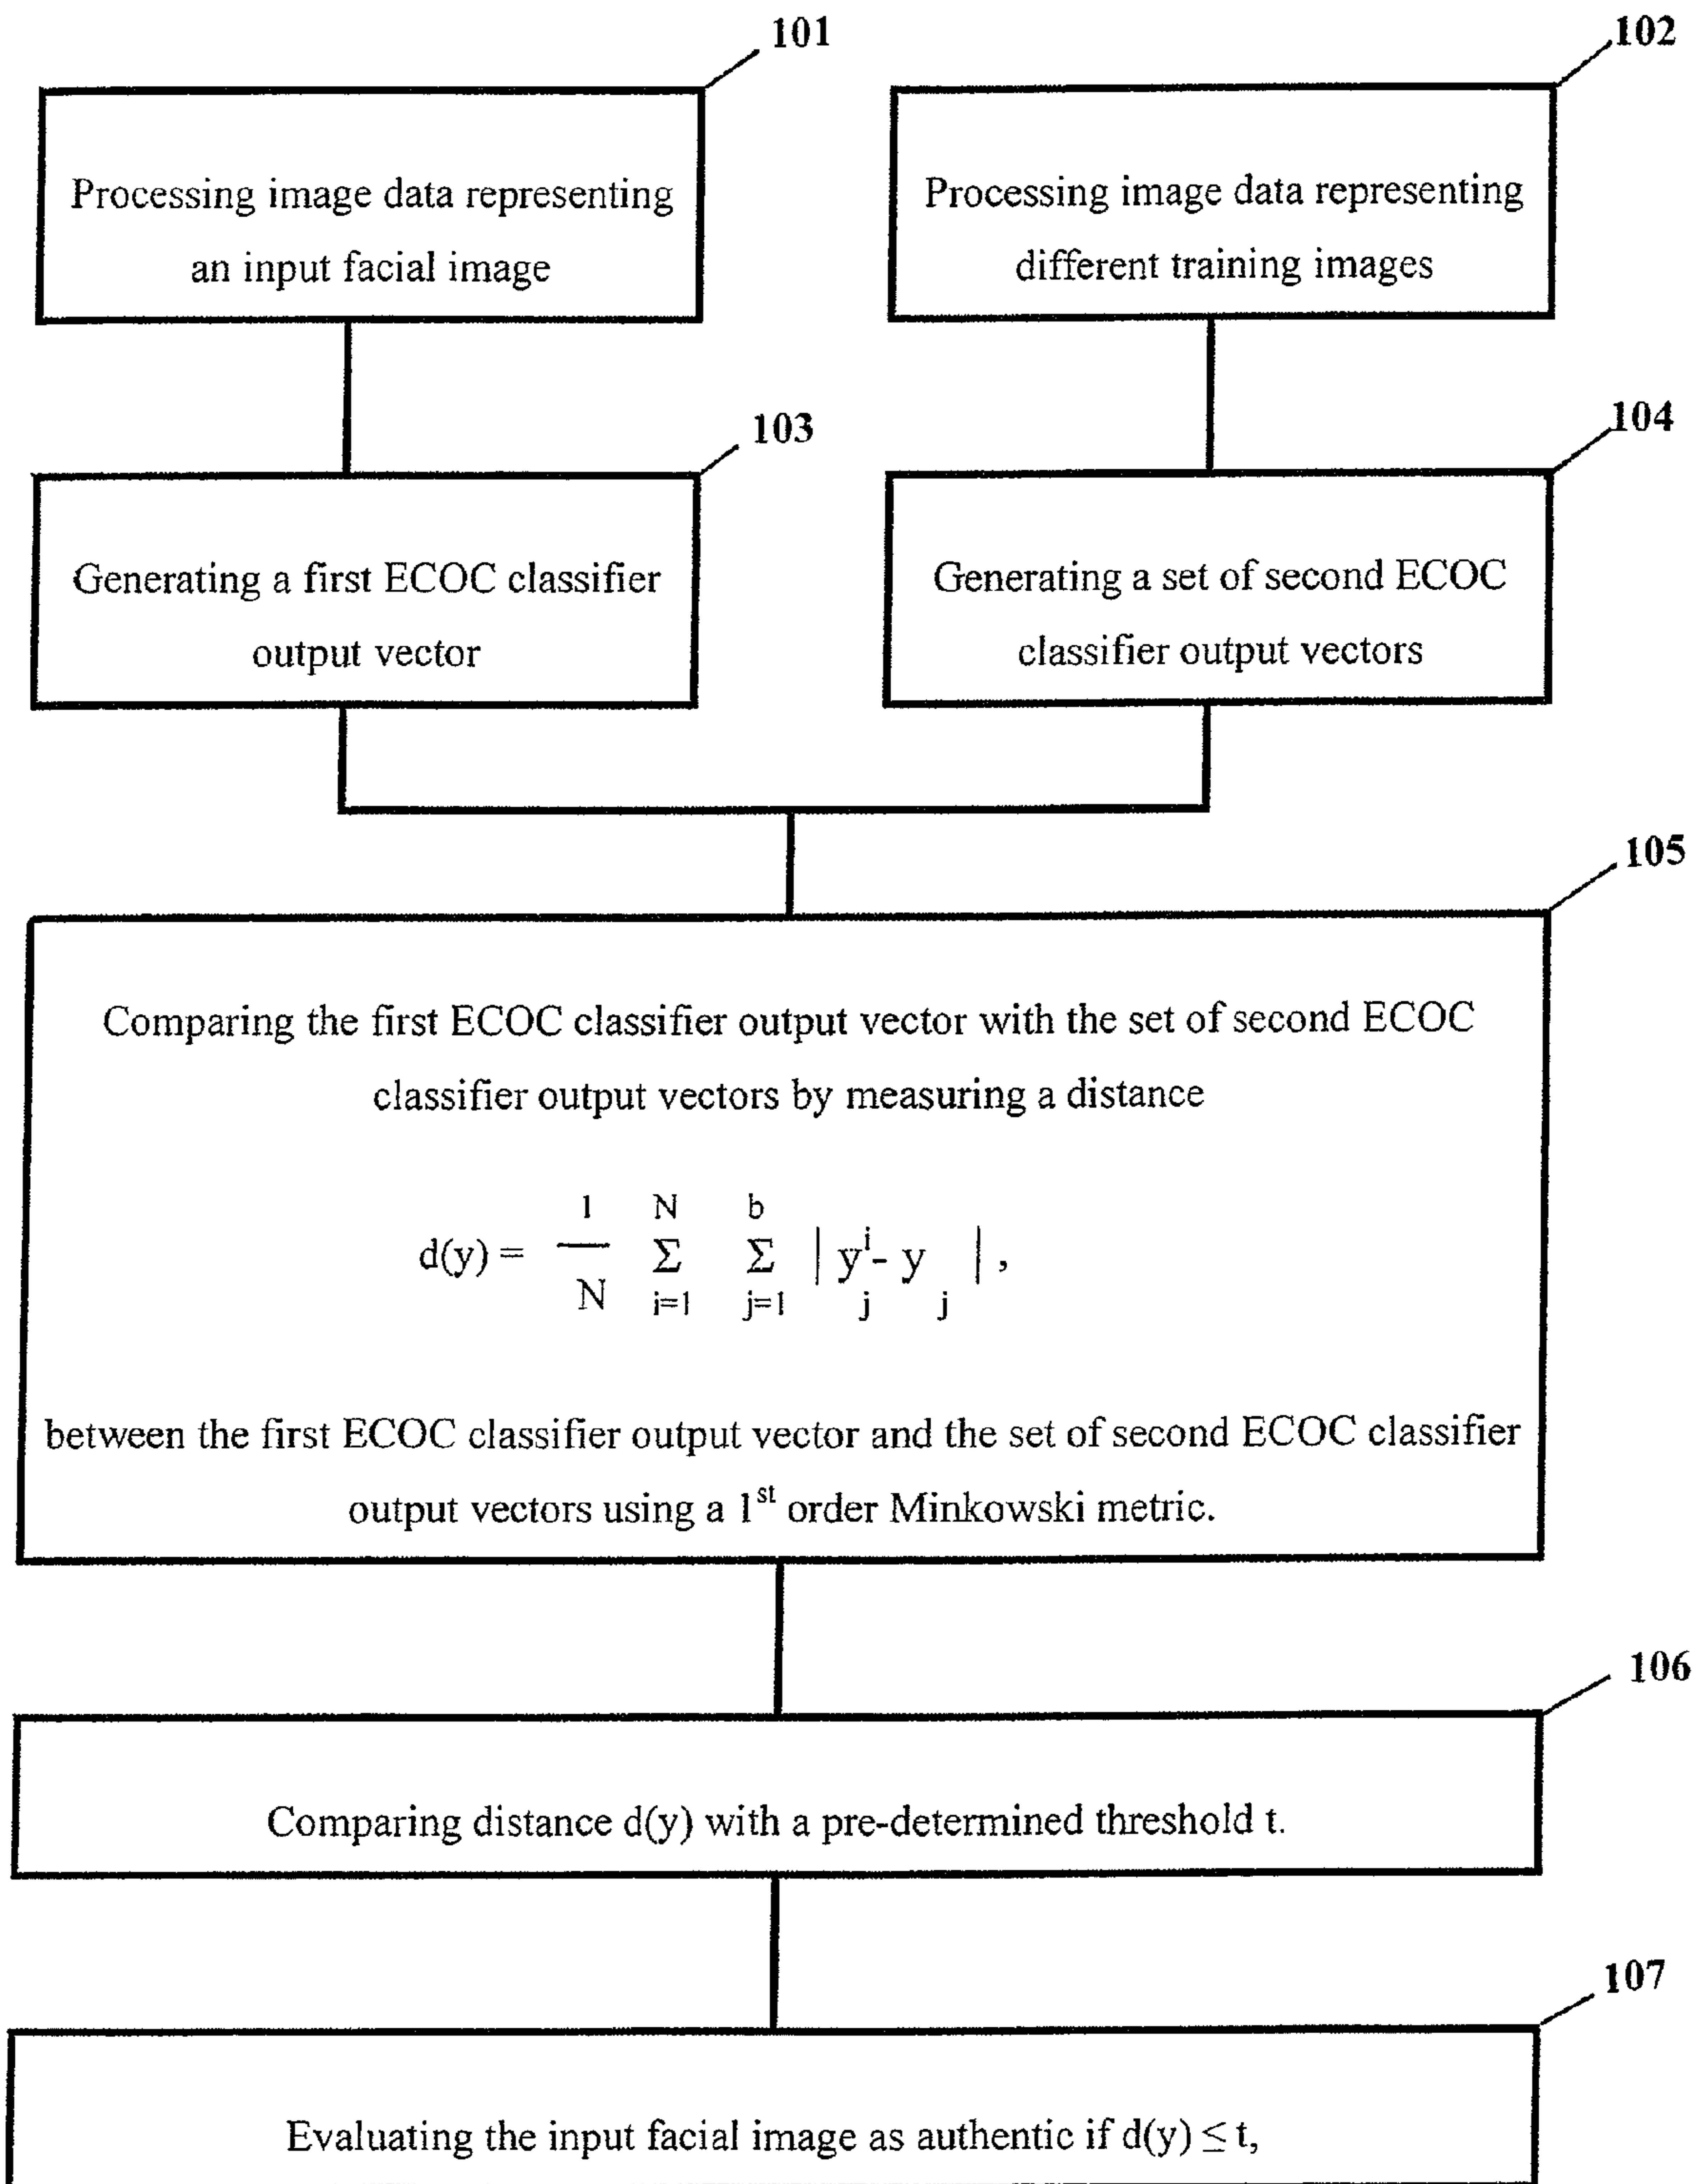 101
102
Processing image data representing
an input facial image
Processing image data representing
different training images
103
104
Generating a first ECOC classifier
output vector
Generating a set of second ECOC
classifier output vectors
105
Comparing the first ECOC classifier output vector with the set of second ECOC
classifier output vectors by measuring a distance
1 N b
d(y) = — Σ Σ | yⁱ- y |,
N i=1 j=1 j j
between the first ECOC classifier output vector and the set of second ECOC classifier
output vectors using a 1st order Minkowski metric.
106
Comparing distance d(y) with a pre-determined threshold t.
107
Evaluating the input facial image as authentic if d(y) ≤ t,